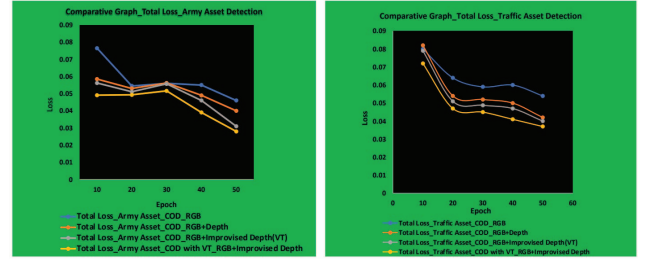 Comparative Graph_Total Loss_Army Asset Detection
0.09
0.08
0.07
0.06
0.05
0.04
0.03
0.02
0.01
0
Loss
10 20 30 40 50
Epoch
Total Loss_Army Asset_COD_RGB
Total Loss_Army Asset_COD_RGB+Depth
Total Loss_Army Asset_COD_RGB+Improvised Depth(VT)
Total Loss_Army Asset_COD with VT_RGB+Improvised Depth
Comparative Graph_Total Loss_Traffic Asset Detection
0.09
0.08
0.07
0.06
0.05
0.04
0.03
0.02
0.01
0
Loss
0 10 20 30 40 50 60
Epoch
Total Loss_Traffic Asset_COD_RGB
Total Loss_Traffic Asset_COD_RGB+Depth
Total Loss_Traffic Asset_COD_RGB+Improvised Depth(VT)
Total Loss_Traffic Asset_COD with VT_RGB+Improvised Depth